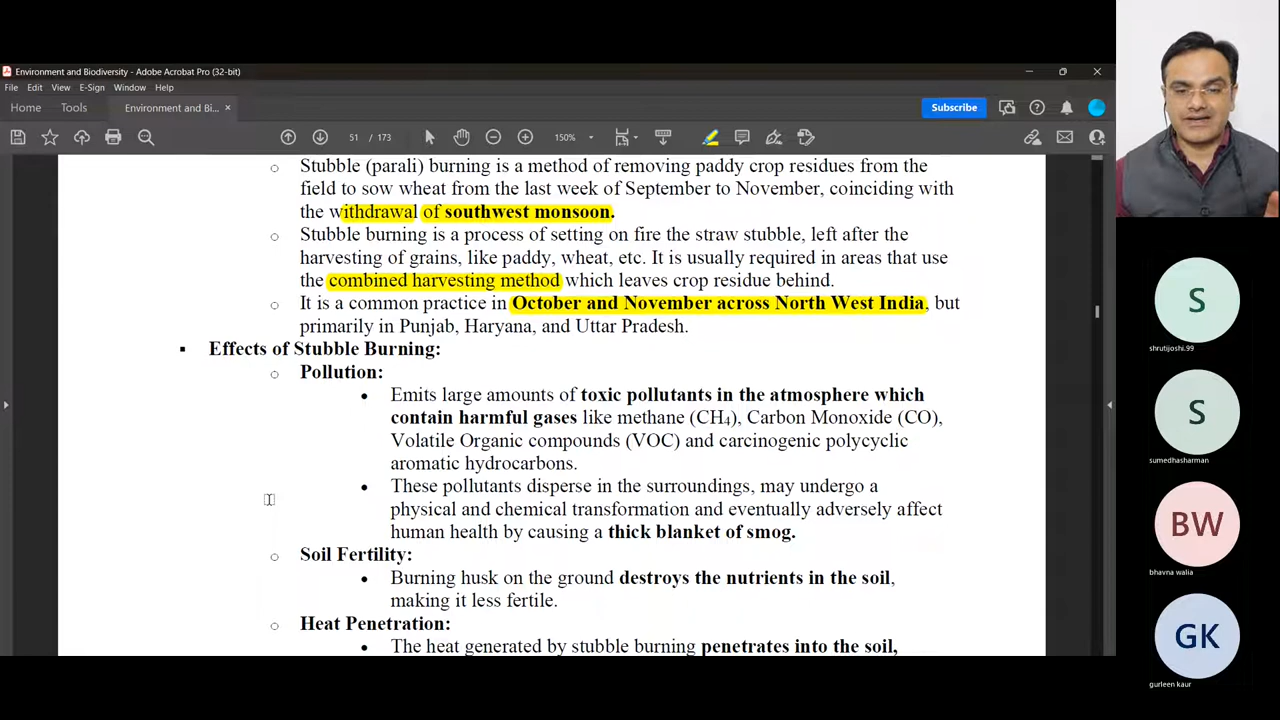 Environment and Biodiversity - Adobe Acrobat Pro (32-bit)
File Edit View E-Sign Window Help
Home Tools Environment and Bi... × Subscribe
51 / 173 150%
Stubble (parali) burning is a method of removing paddy crop residues from the
field to sow wheat from the last week of September to November, coinciding with
the withdrawal of southwest monsoon.
Stubble burning is a process of setting on fire the straw stubble, left after the
harvesting of grains, like paddy, wheat, etc. It is usually required in areas that use
the combined harvesting method which leaves crop residue behind.
It is a common practice in October and November across North West India, but
primarily in Punjab, Haryana, and Uttar Pradesh.
Effects of Stubble Burning:
Pollution:
Emits large amounts of toxic pollutants in the atmosphere which
contain harmful gases like methane (CH₄), Carbon Monoxide (CO),
Volatile Organic compounds (VOC) and carcinogenic polycyclic
aromatic hydrocarbons.
These pollutants disperse in the surroundings, may undergo a
physical and chemical transformation and eventually adversely affect
human health by causing a thick blanket of smog.
Soil Fertility:
Burning husk on the ground destroys the nutrients in the soil,
making it less fertile.
Heat Penetration:
The heat generated by stubble burning penetrates into the soil,
S
shrutijoshi.99
S
sumedhasharman
BW
bhavna walia
GK
gurleen kaur